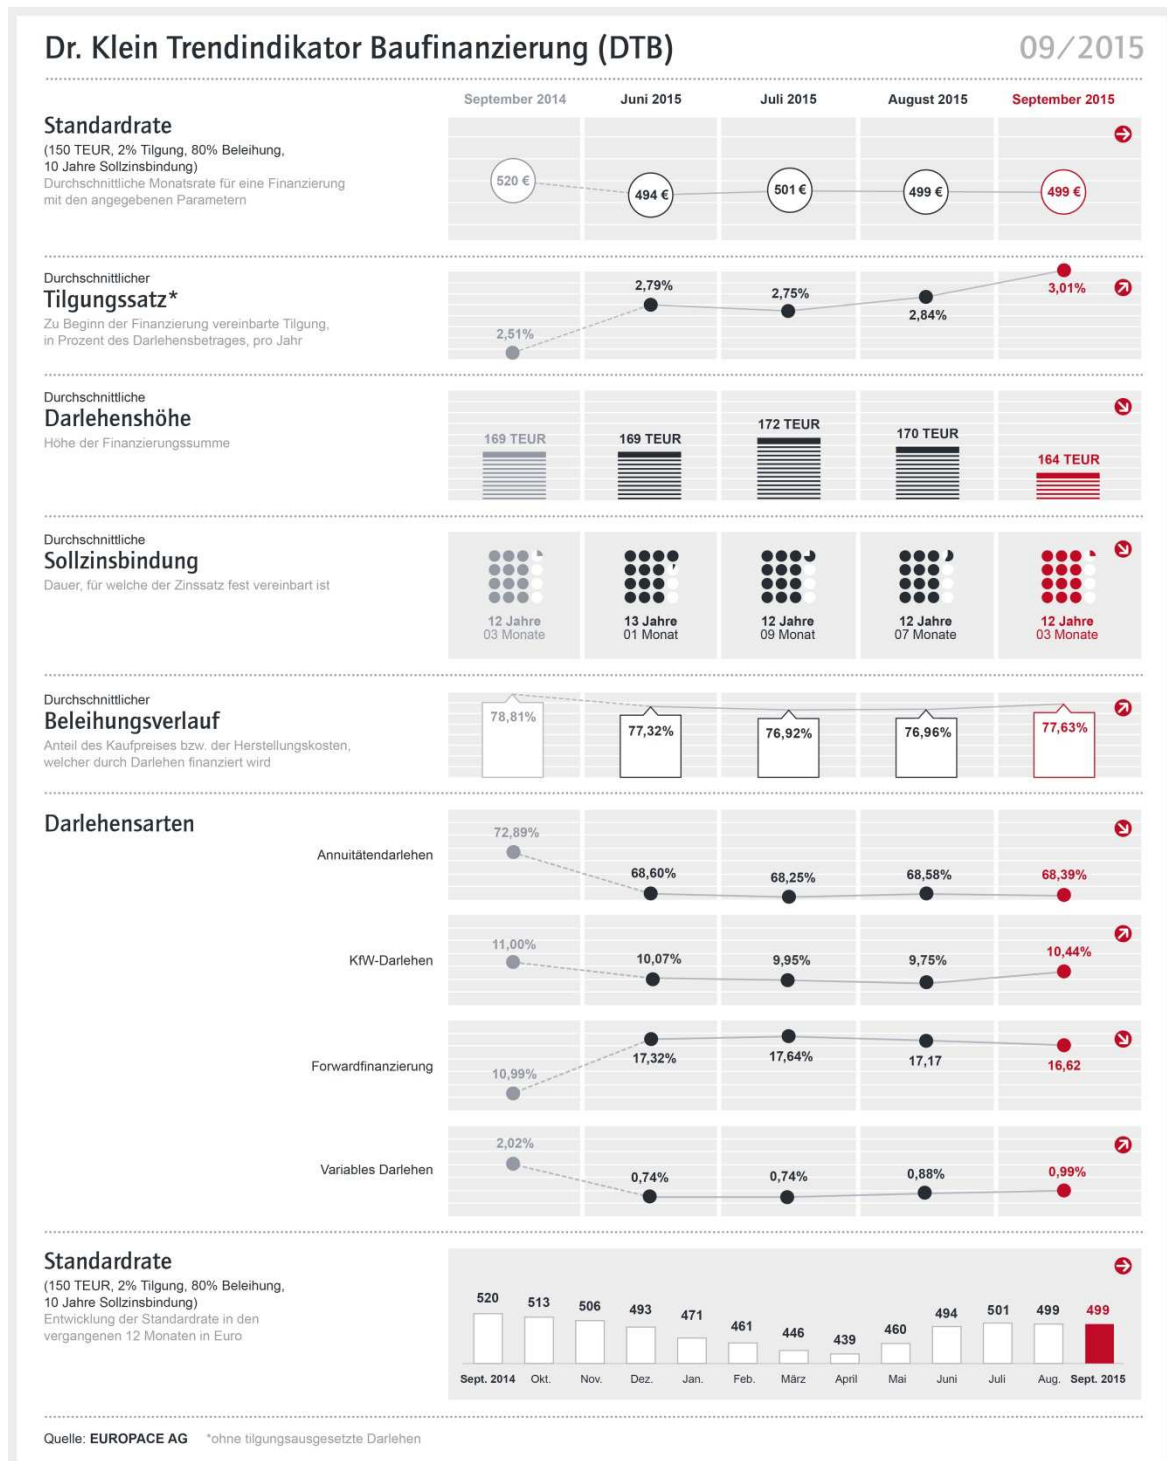 Dr. Klein Trendindikator Baufinanzierung (DTB)
09/2015
September 2014 Juni 2015 Juli 2015 August 2015 September 2015
Standardrate
(150 TEUR, 2% Tilgung, 80% Beleihung,
10 Jahre Sollzinsbindung)
Durchschnittliche Monatsrate für eine Finanzierung
mit den angegebenen Parametern
520 € 494 € 501 € 499 € 499 €
Durchschnittlicher
Tilgungssatz*
Zu Beginn der Finanzierung vereinbarte Tilgung,
in Prozent des Darlehensbetrages, pro Jahr
2,51% 2,79% 2,75% 2,84% 3,01%
Durchschnittliche
Darlehenshöhe
Höhe der Finanzierungssumme
169 TEUR 169 TEUR 172 TEUR 170 TEUR 164 TEUR
Durchschnittliche
Sollzinsbindung
Dauer, für welche der Zinssatz fest vereinbart ist
12 Jahre 13 Jahre 12 Jahre 12 Jahre 12 Jahre
03 Monate 01 Monat 09 Monat 07 Monate 03 Monate
Durchschnittlicher
Beleihungsverlauf
Anteil des Kaufpreises bzw. der Herstellungskosten,
welcher durch Darlehen finanziert wird
78,81% 77,32% 76,92% 76,96% 77,63%
Darlehensarten
Annuitätendarlehen
72,89% 68,60% 68,25% 68,58% 68,39%
KfW-Darlehen
11,00% 10,07% 9,95% 9,75% 10,44%
Forwardfinanzierung
10,99% 17,32% 17,64% 17,17 16,62
Variables Darlehen
2,02% 0,74% 0,74% 0,88% 0,99%
Standardrate
(150 TEUR, 2% Tilgung, 80% Beleihung,
10 Jahre Sollzinsbindung)
Entwicklung der Standardrate in den
vergangenen 12 Monaten in Euro
520 513 506 493 471 461 446 439 460 494 501 499 499
Sept. 2014 Okt. Nov. Dez. Jan. Feb. März April Mai Juni Juli Aug. Sept. 2015
Quelle: EUROPACE AG *ohne tilgungsausgesetzte Darlehen